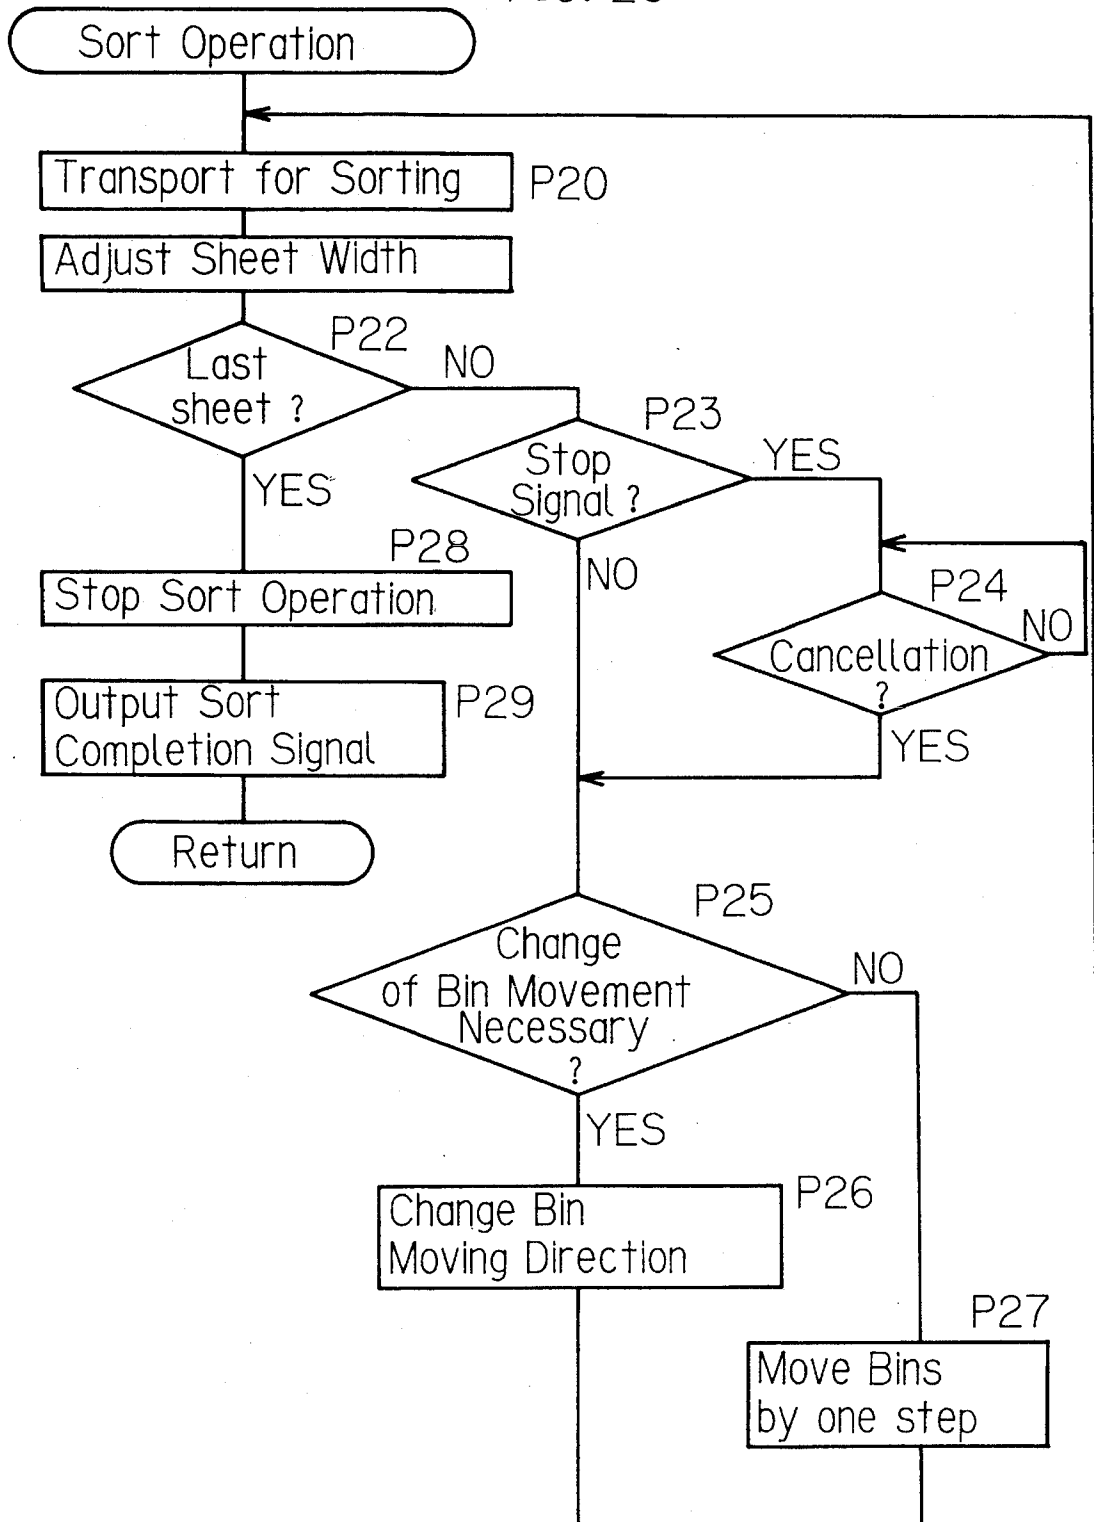 Sort Operation
Transport for Sorting
P20
Adjust Sheet Width
P22
Last
sheet ?
NO
YES
P23
Stop
Signal ?
YES
NO
P28
Stop Sort Operation
P24
Cancellation
?
NO
YES
Output Sort
Completion Signal
P29
Return
P25
Change
of Bin Movement
Necessary
?
NO
YES
P26
Change Bin
Moving Direction
P27
Move Bins
by one step